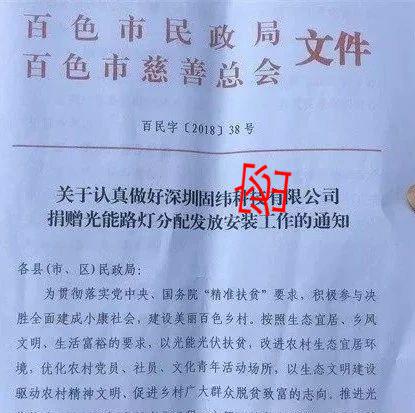 百色市民政局
百色市慈善总会
文件
百民字〔2018〕38号
关于认真做好深圳固纬科技有限公司
捐赠光能路灯分配发放安装工作的通知
各县(市、区)民政局:
为贯彻落实党中央、国务院“精准扶贫”要求,积极参与决
胜全面建成小康社会,建设美丽百色乡村。按照生态宜居、乡风
文明、生活富裕的要求,以光能光伏扶贫,改进农村生态宜居环
境,优化农村党员、社员、文化青年活动场所,以生态文明建设
驱动农村精神文明、促进乡村广大群众脱贫致富的志向。推进光